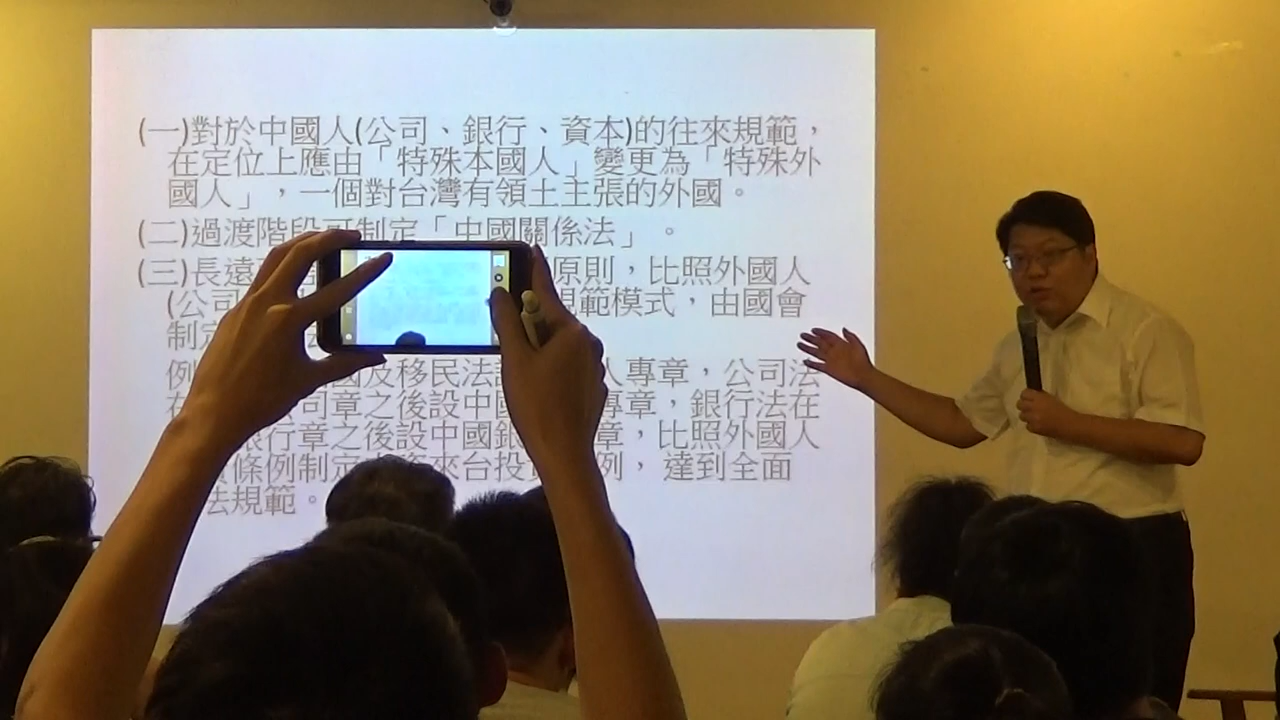 (一)對於中國人(公司、銀行、資本)的往來規範，
在定位上應由「特殊本國人」變更為「特殊外
國人」，一個對台灣有領土主張的外國。
(二)過渡階段可制定「中國關係法」。
(三)長遠 原則，比照外國人
(公司 規範模式，由國會
制定
例 國及移民法 人專章，公司法
在 司章之後設中國 專章，銀行法在
銀行章之後設中國銀 章，比照外國人
條例制定 資來台投資 例，達到全面
法規範。